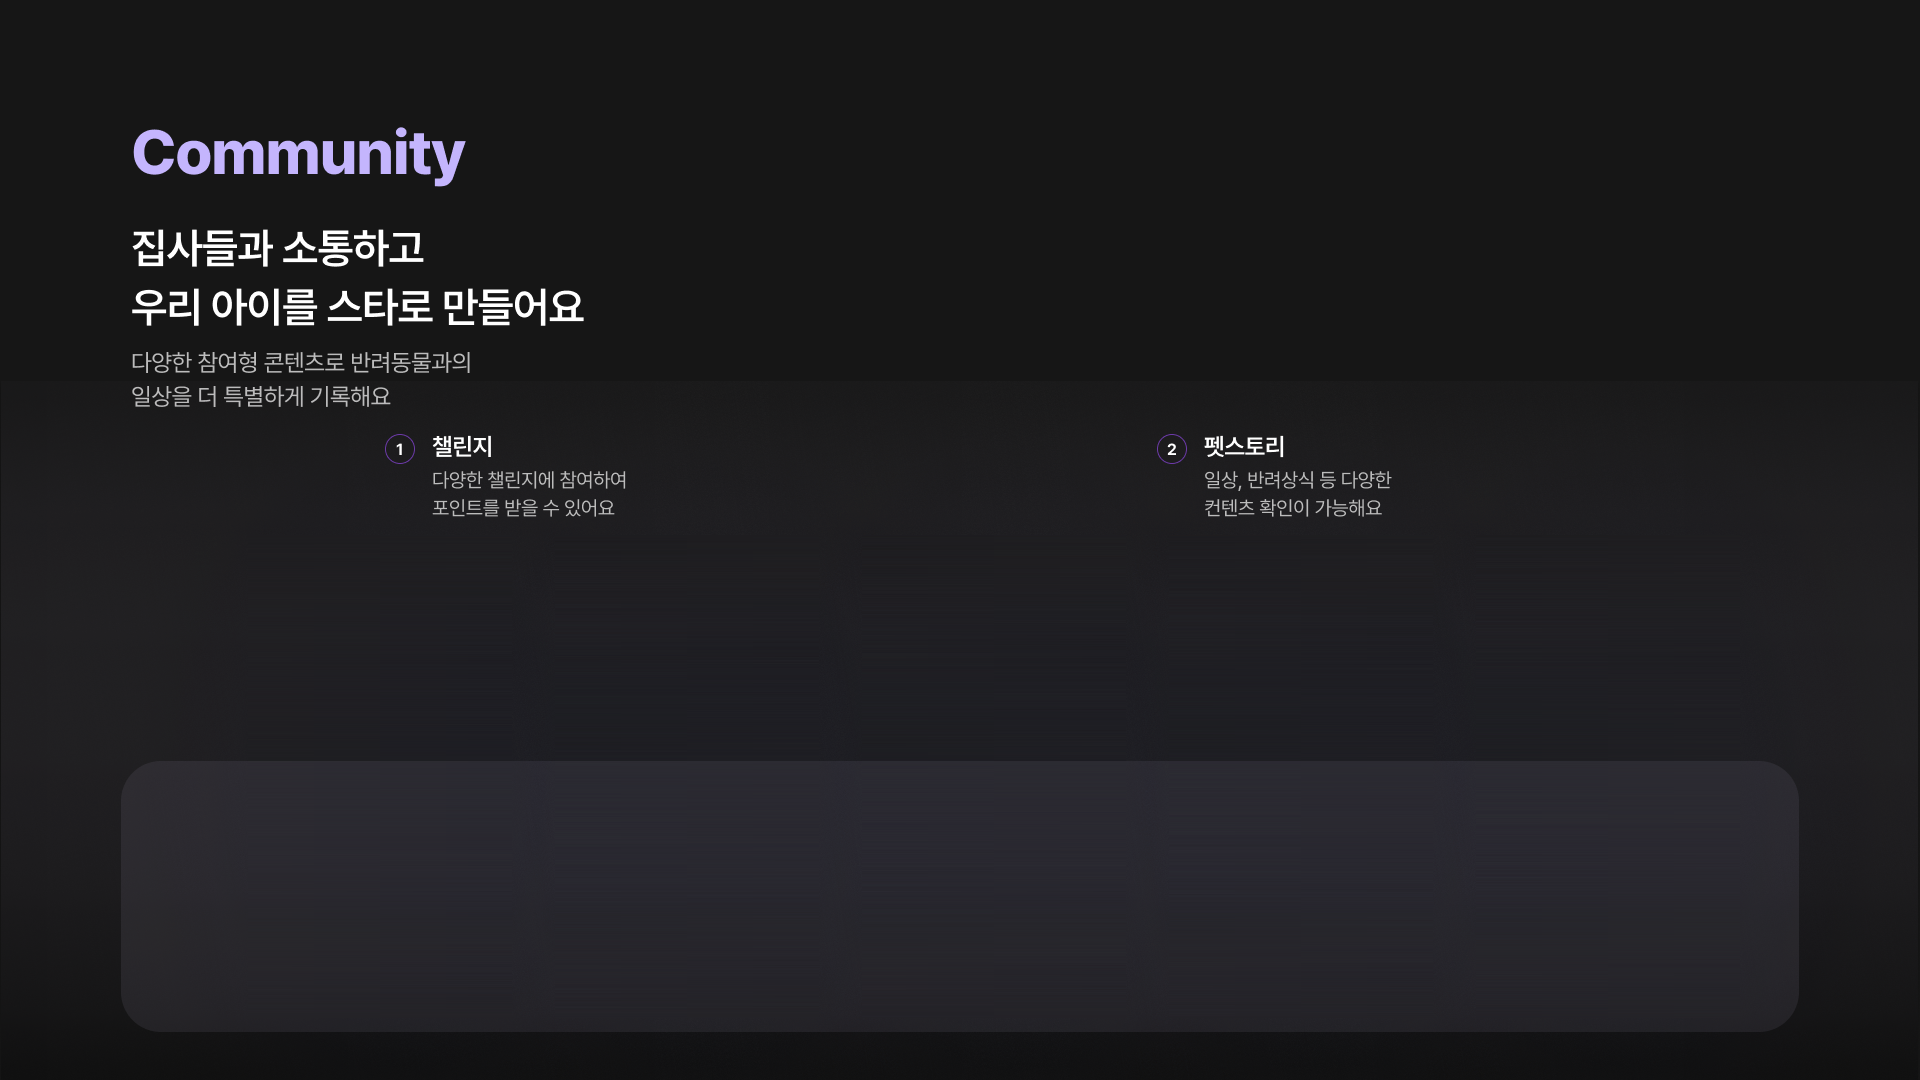 Community
집사들과 소통하고
우리 아이를 스타로 만들어요
다양한 참여형 콘텐츠로 반려동물과의
일상을 더 특별하게 기록해요
1 챌린지
다양한 챌린지에 참여하여
포인트를 받을 수 있어요
2 펫스토리
일상, 반려상식 등 다양한
컨텐츠 확인이 가능해요